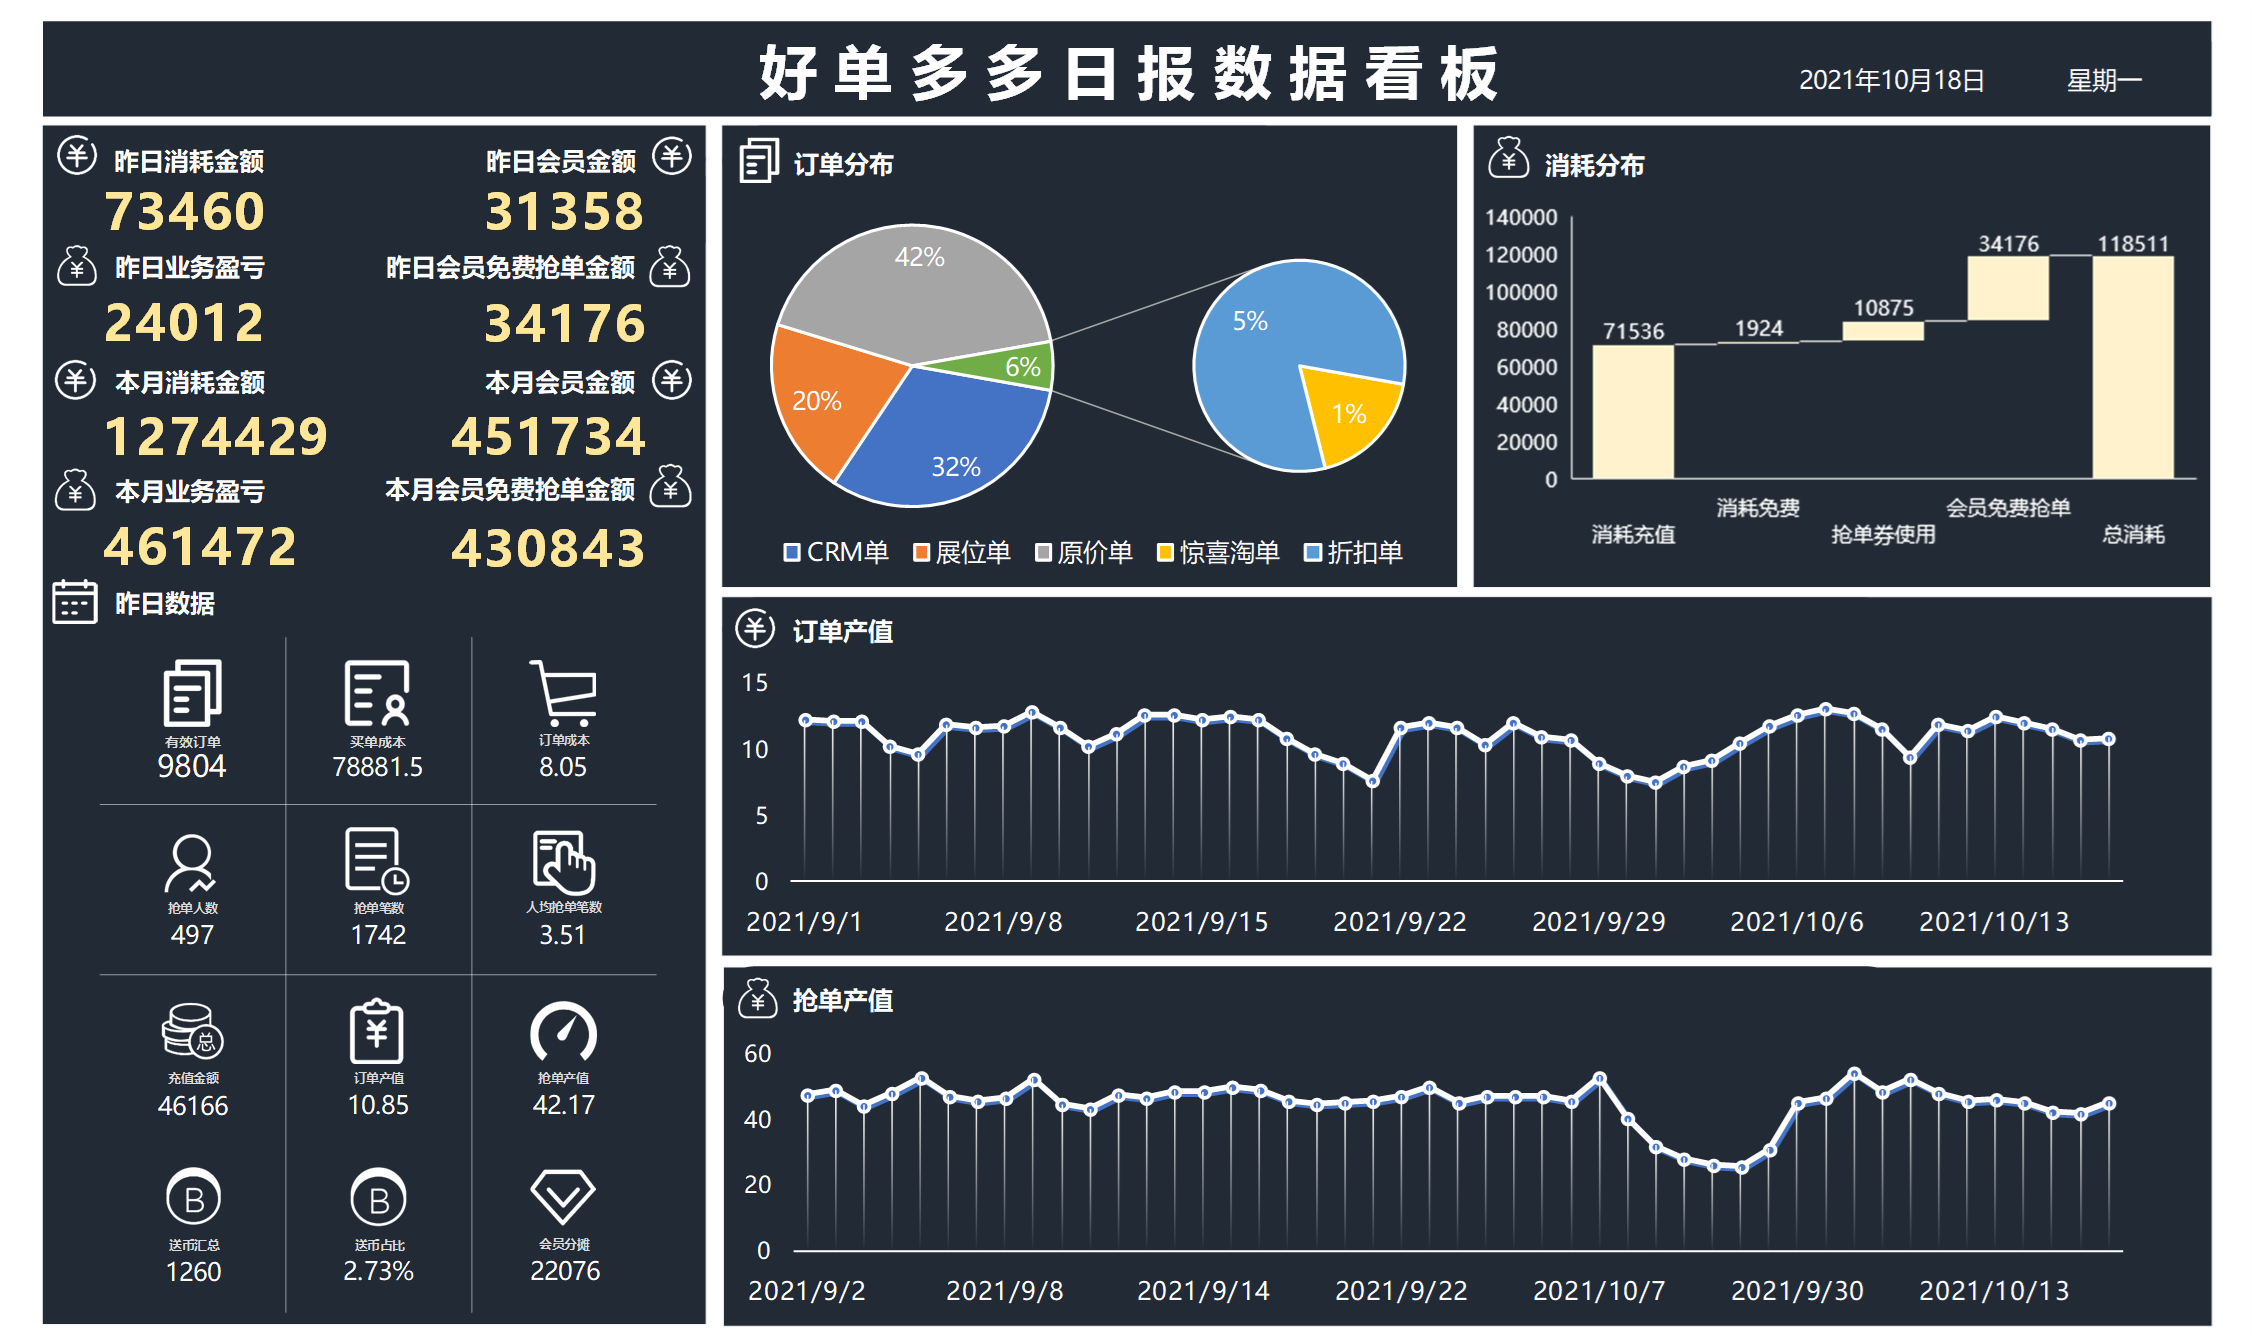 好单多多日报数据看板
2021年10月18日 星期一
昨日消耗金额 昨日会员金额
73460 31358
昨日业务盈亏 昨日会员免费抢单金额
24012 34176
本月消耗金额 本月会员金额
1274429 451734
本月业务盈亏 本月会员免费抢单金额
461472 430843
昨日数据
有效订单 买单成本 订单成本
9804 78881.5 8.05
抢单人数 抢单笔数 人均抢单笔数
497 1742 3.51
总
充值金额 订单产值 抢单产值
46166 10.85 42.17
B B
送币汇总 送币占比 会员分摊
1260 2.73% 22076
订单分布
42%
5%
6%
20%
1%
32%
CRM单 展位单 原价单 惊喜淘单 折扣单
消耗分布
140000
120000
100000
80000
60000
40000
20000
0
71536 1924 10875 34176 118511
消耗充值 消耗免费 抢单券使用 会员免费抢单 总消耗
订单产值
15
10
5
0
2021/9/1 2021/9/8 2021/9/15 2021/9/22 2021/9/29 2021/10/6 2021/10/13
抢单产值
60
40
20
0
2021/9/2 2021/9/8 2021/9/14 2021/9/22 2021/10/7 2021/9/30 2021/10/13